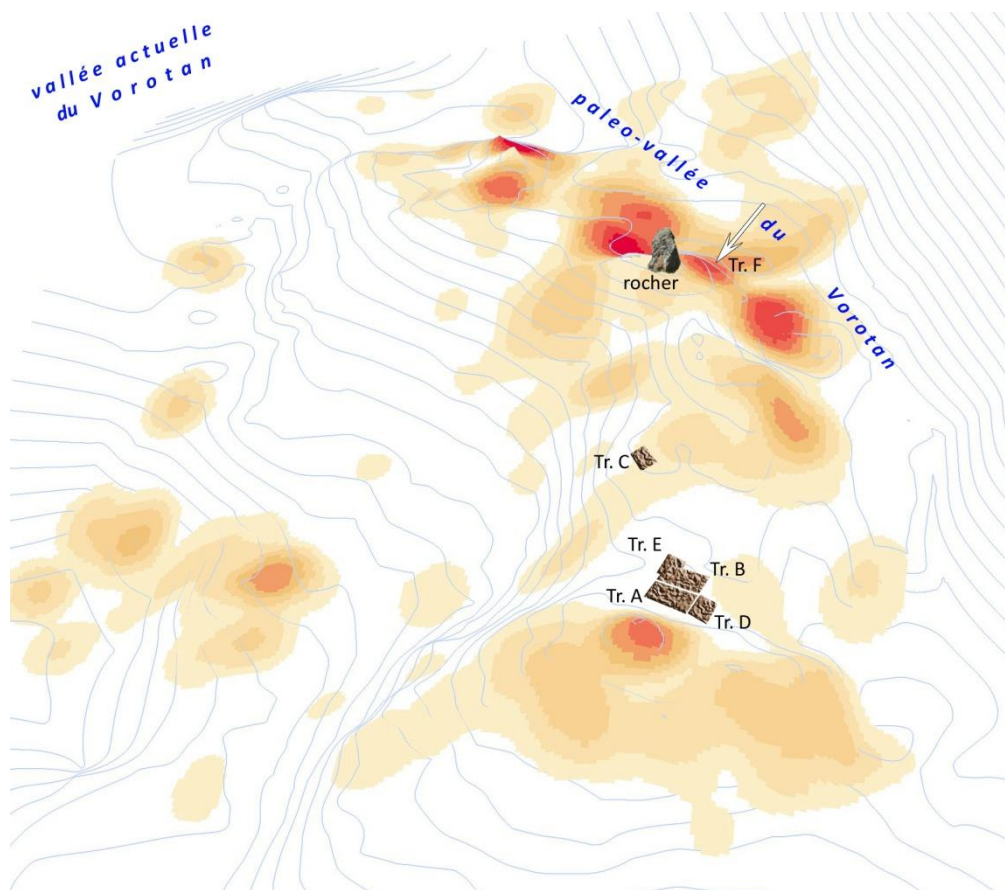 vallée actuelle
du Vorotan
paleo-vallée
du
Vorotan
Tr. F
rocher
Tr. C
Tr. E
Tr. B
Tr. A
Tr. D